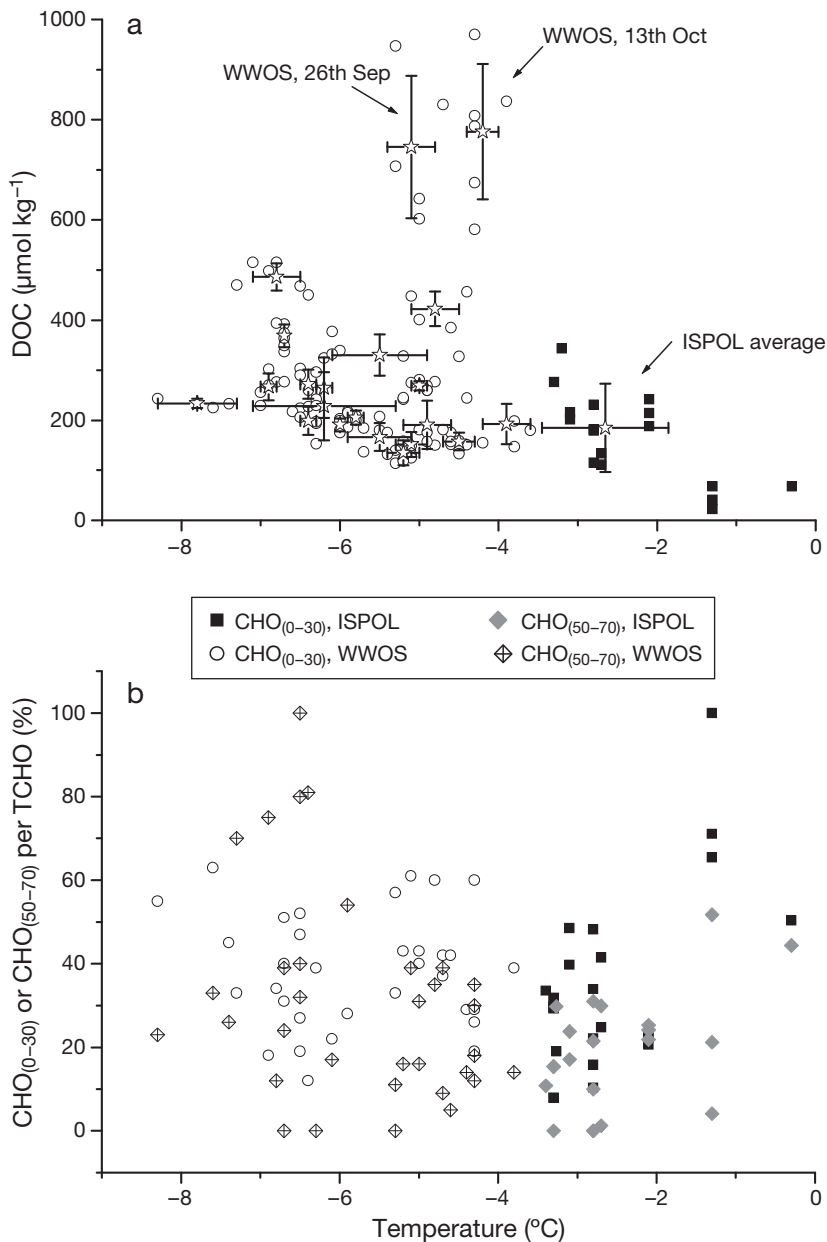 a
WWOS, 26th Sep
WWOS, 13th Oct
ISPOL average
DOC (µmol kg⁻¹)
1000
800
600
400
200
0
−8 −6 −4 −2 0
CHO(0–30), ISPOL CHO(50–70), ISPOL
CHO(0–30), WWOS CHO(50–70), WWOS
b
CHO(0–30) or CHO(50–70) per TCHO (%)
100
80
60
40
20
0
−8 −6 −4 −2 0
Temperature (ºC)